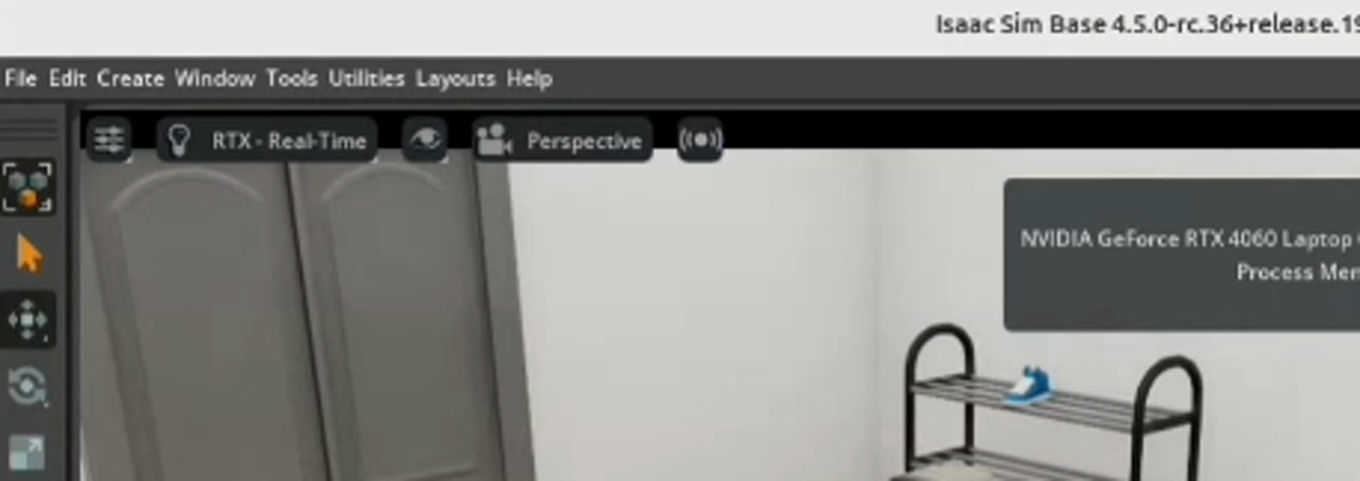 Isaac Sim Base 4.5.0-rc.36+release.19
File Edit Create Window Tools Utilities Layouts Help
RTX - Real-Time Perspective
NVIDIA GeForce RTX 4060 Laptop
Process